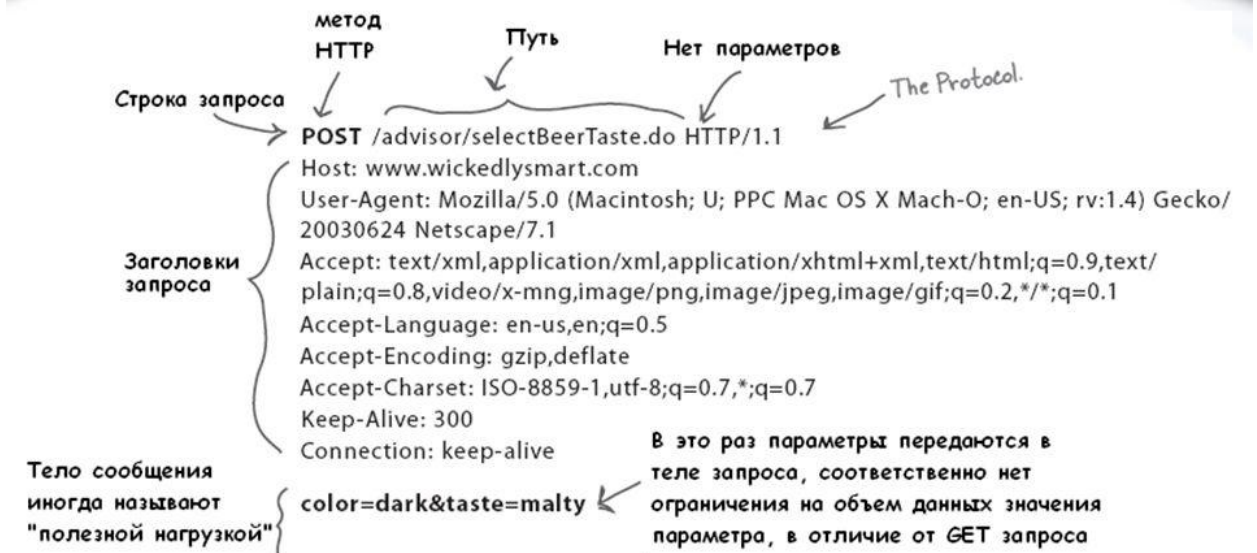 метод
HTTP
Путь
Нет параметров
The Protocol.
Строка запроса
POST /advisor/selectBeerTaste.do HTTP/1.1
Host: www.wickedlysmart.com
User-Agent: Mozilla/5.0 (Macintosh; U; PPC Mac OS X Mach-O; en-US; rv:1.4) Gecko/
20030624 Netscape/7.1
Заголовки
запроса
Accept: text/xml,application/xml,application/xhtml+xml,text/html;q=0.9,text/
plain;q=0.8,video/x-mng,image/png,image/jpeg,image/gif;q=0.2,*/*;q=0.1
Accept-Language: en-us,en;q=0.5
Accept-Encoding: gzip,deflate
Accept-Charset: ISO-8859-1,utf-8;q=0.7,*;q=0.7
Keep-Alive: 300
Connection: keep-alive
Тело сообщения
иногда называют
"полезной нагрузкой"
color=dark&taste=malty
В это раз параметры передаются в
теле запроса, соответственно нет
ограничения на объем данных значения
параметра, в отличие от GET запроса